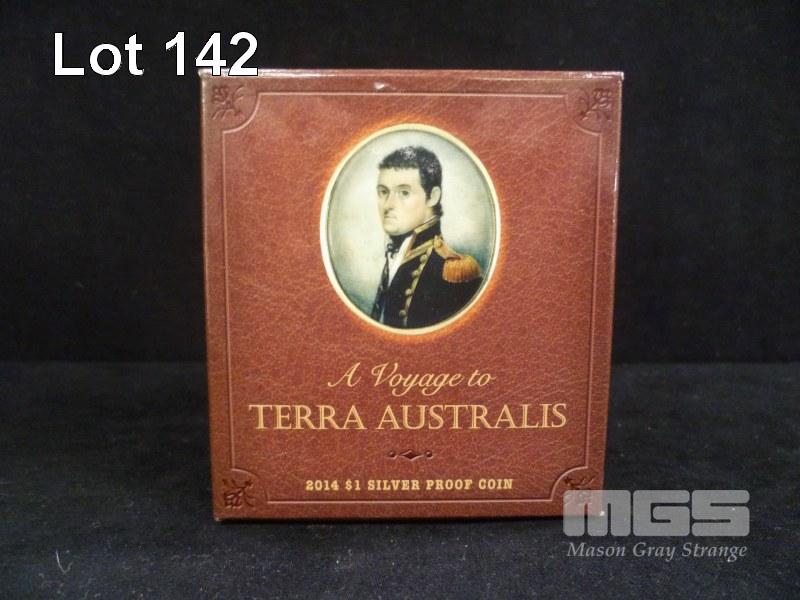 Lot 142
A Voyage to
TERRA AUSTRALIS
2014 $1 SILVER PROOF COIN
MGS
Mason Gray Strange